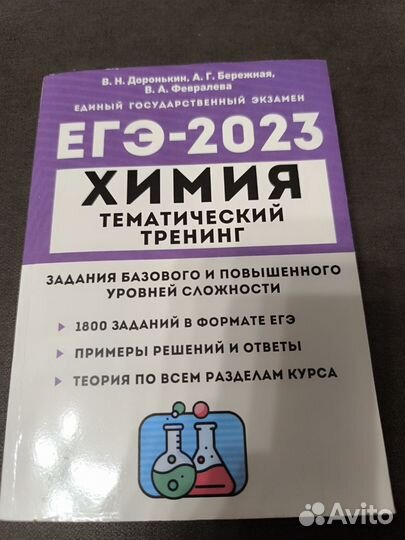 В. Н. Доронькин, А. Г. Бережная,
В. А. Февралева
ЕДИНЫЙ ГОСУДАРСТВЕННЫЙ ЭКЗАМЕН
ЕГЭ-2023
ХИМИЯ
ТЕМАТИЧЕСКИЙ
ТРЕНИНГ
ЗАДАНИЯ БАЗОВОГО И ПОВЫШЕННОГО
УРОВНЕЙ СЛОЖНОСТИ
1800 ЗАДАНИЙ В ФОРМАТЕ ЕГЭ
ПРИМЕРЫ РЕШЕНИЙ И ОТВЕТЫ
ТЕОРИЯ ПО ВСЕМ РАЗДЕЛАМ КУРСА
Avito